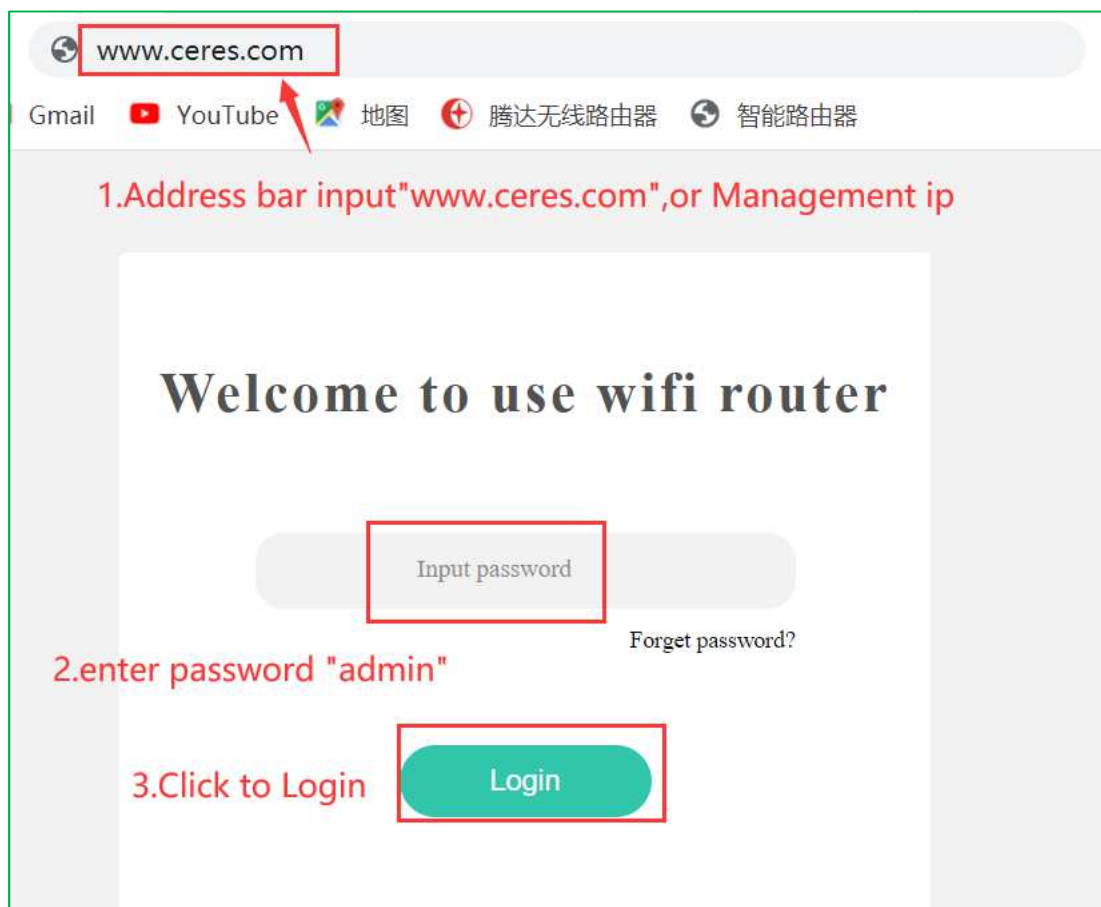 www.ceres.com
Gmail YouTube 地图 腾达无线路由器 智能路由器
1.Address bar input"www.ceres.com",or Management ip
Welcome to use wifi router
Input password
Forget password?
2.enter password "admin"
3.Click to Login
Login